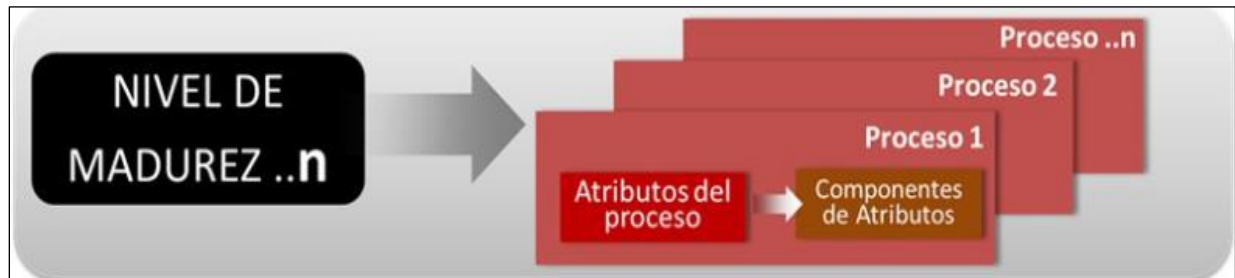 NIVEL DE
MADUREZ ..n
Proceso ..n
Proceso 2
Proceso 1
Atributos del
proceso
Componentes
de Atributos